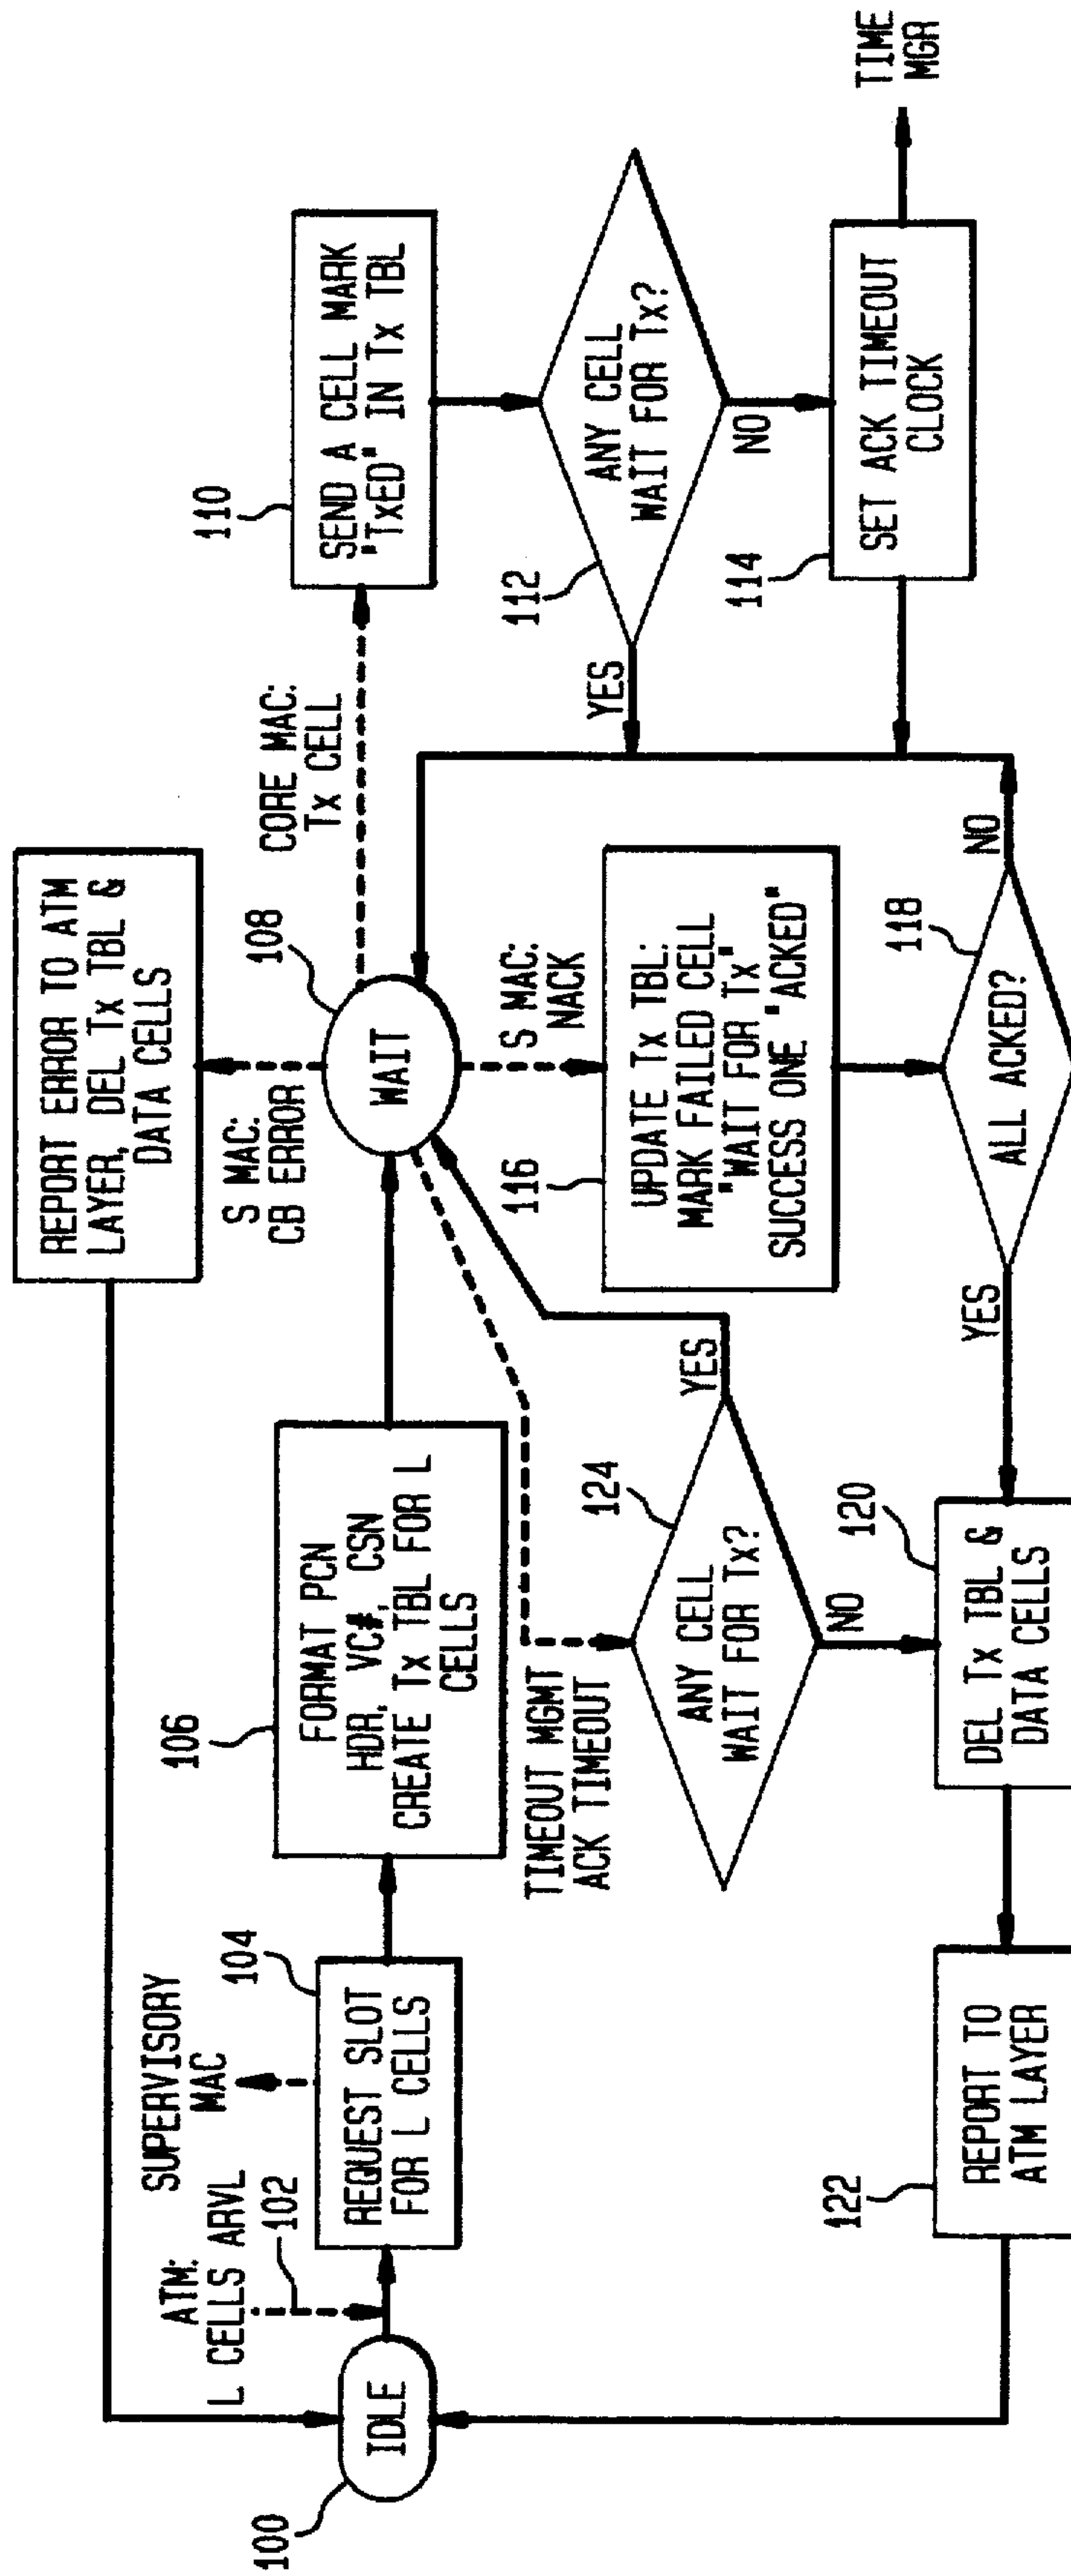 100
IDLE
ATM:
L CELLS ARVL
102
SUPERVISORY
MAC
104
REQUEST SLOT
FOR L CELLS
106
FORMAT PCN
HDR, VC#, CSN
CREATE Tx TBL FOR L
CELLS
REPORT ERROR TO ATM
LAYER, DEL Tx TBL &
DATA CELLS
S MAC:
CB ERROR
108
WAIT
CORE MAC:
Tx CELL
110
SEND A CELL MARK
"TxED" IN Tx TBL
112
ANY CELL
WAIT FOR Tx?
YES
NO
114
SET ACK TIMEOUT
CLOCK
TIME
MGR
S MAC:
NACK
116
UPDATE Tx TBL:
MARK FAILED CELL
"WAIT FOR Tx"
SUCCESS ONE "ACKED"
118
ALL ACKED?
NO
YES
TIMEOUT MGMT
ACK TIMEOUT
124
ANY CELL
WAIT FOR Tx?
YES
NO
120
DEL Tx TBL &
DATA CELLS
122
REPORT TO
ATM LAYER